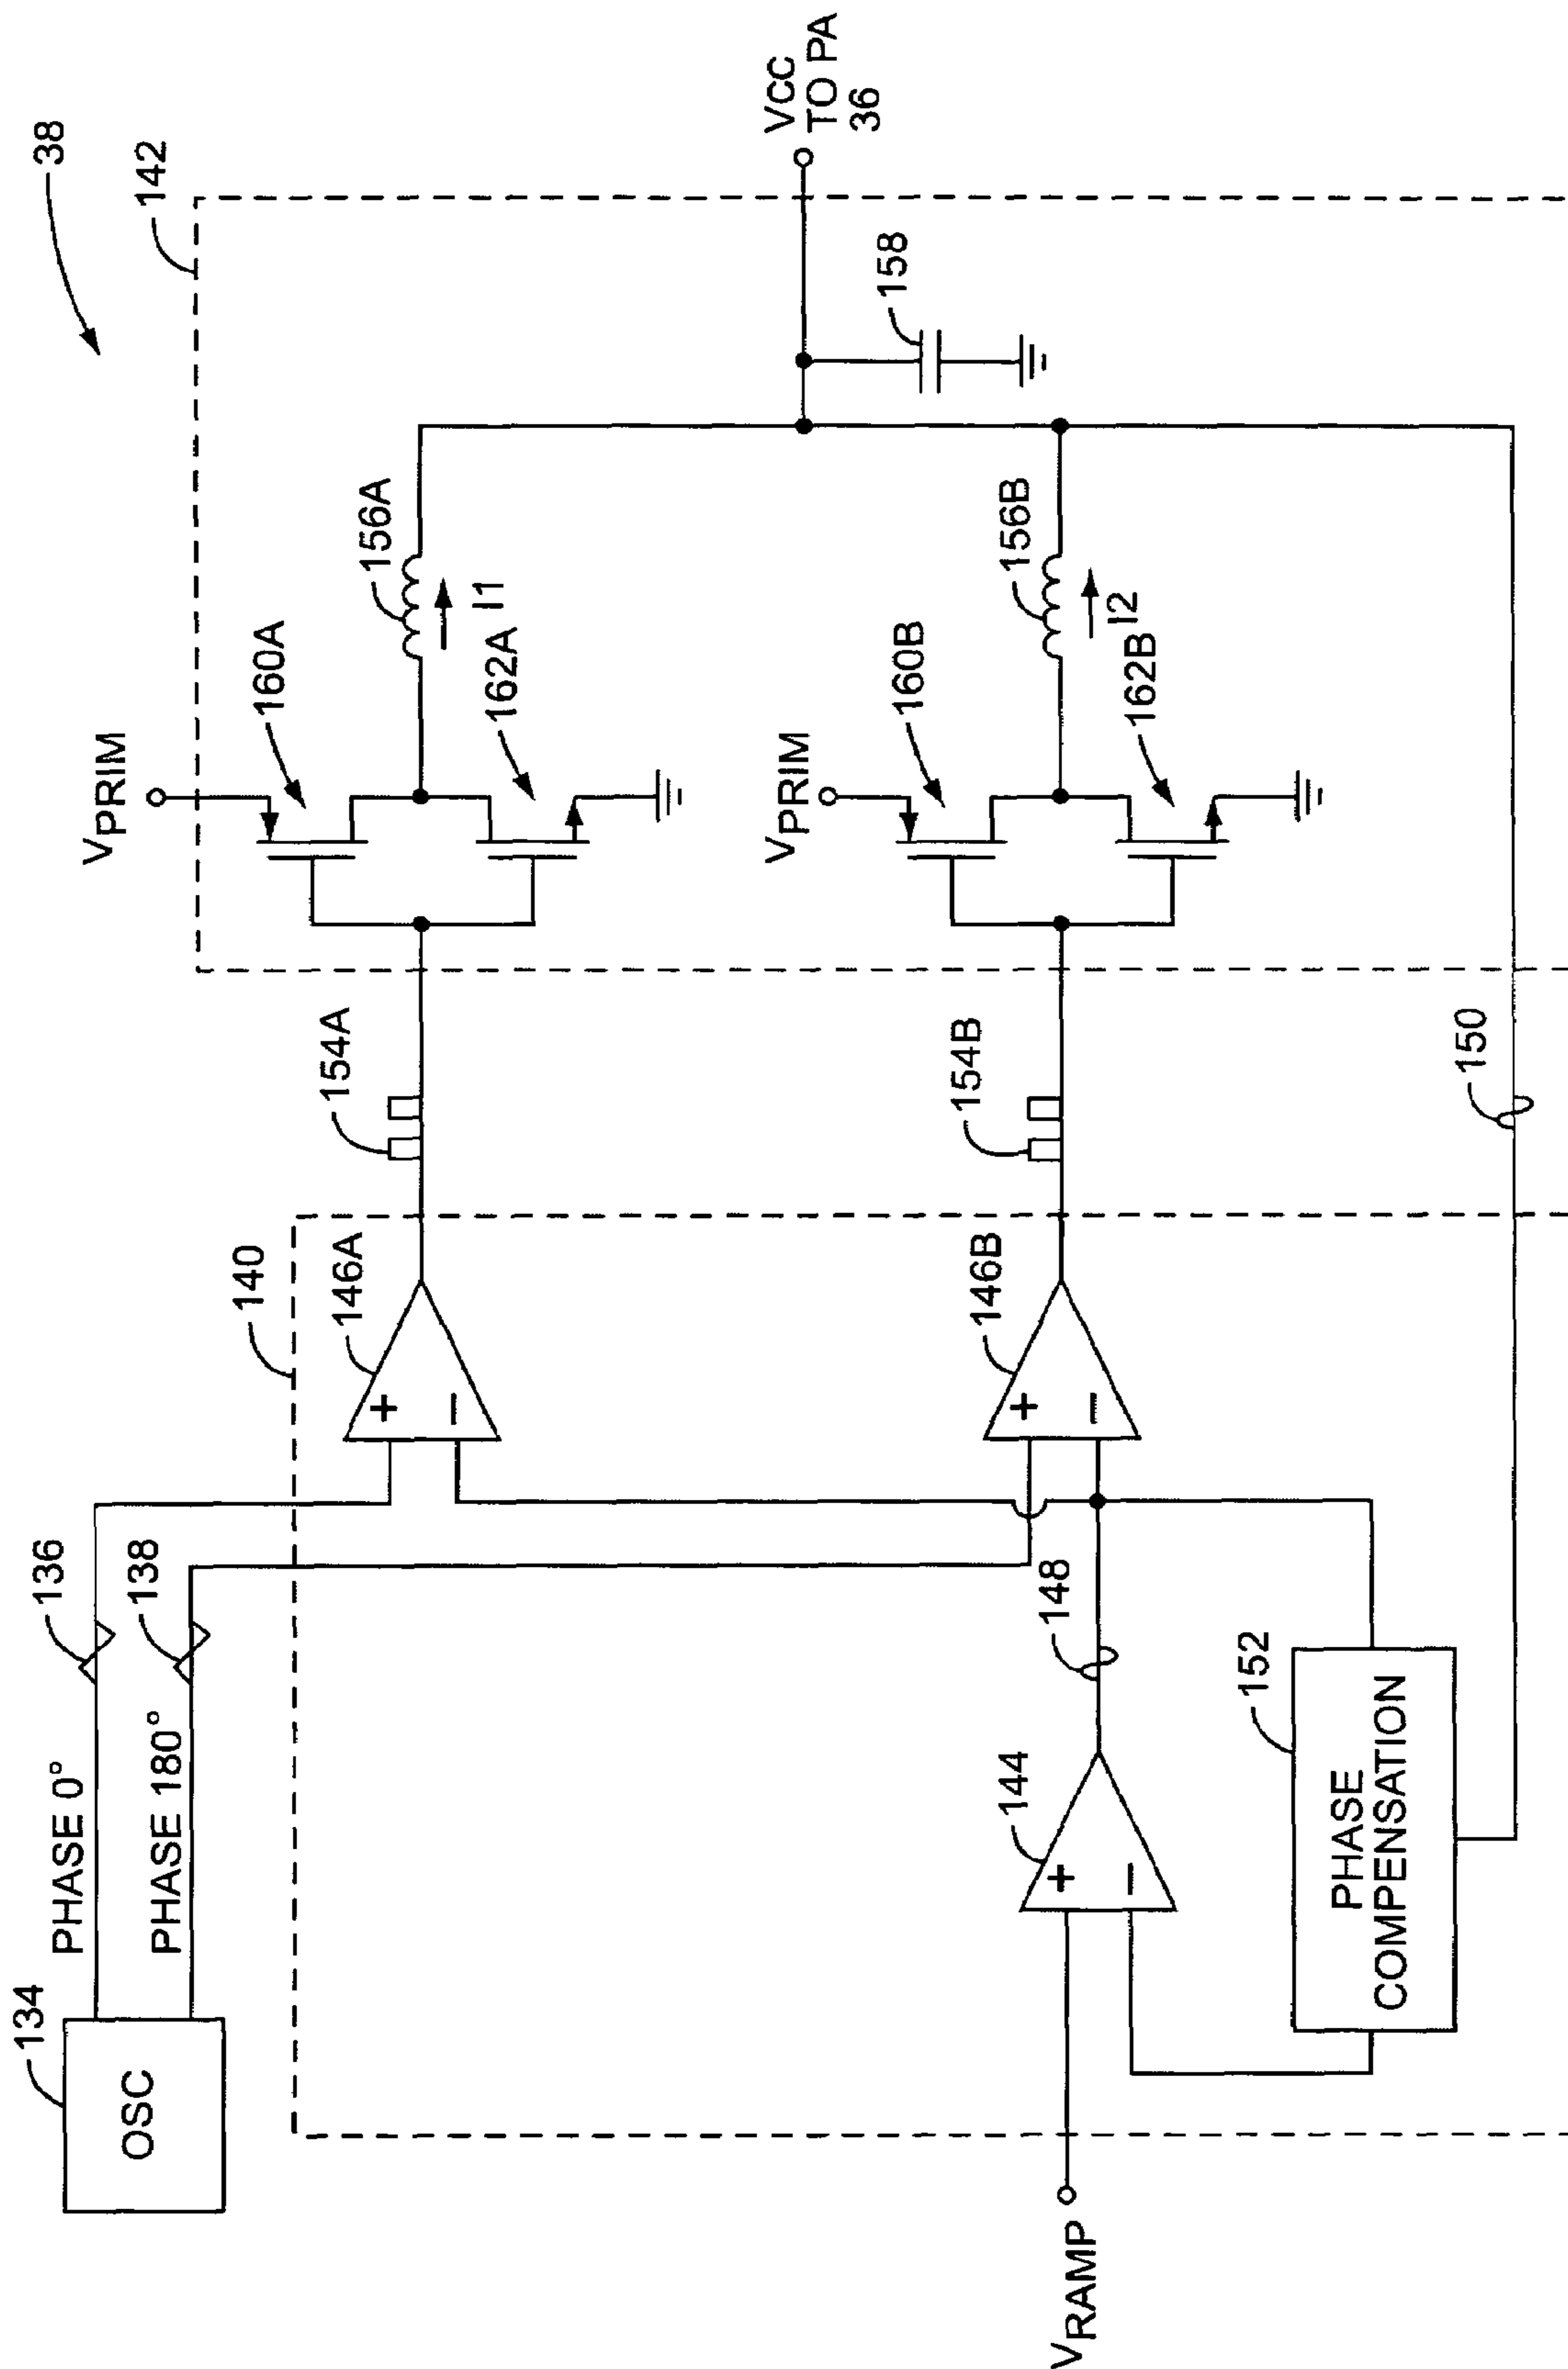 38
142
VPRIM
160A
156A
I1
162A
VCC
TO PA
36
158
VPRIM
160B
156B
I2
162B
154A
154B
150
140
146A
+
−
146B
+
−
136
138
148
PHASE 0°
PHASE 180°
134
OSC
144
+
−
152
PHASE
COMPENSATION
VRAMP